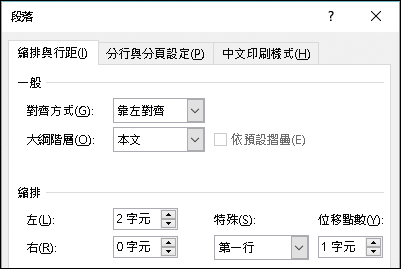 段落 ? ×
縮排與行距(I) 分行與分頁設定(P) 中文印刷樣式(H)
一般
對齊方式(G): 靠左對齊
大綱階層(O): 本文 依預設摺疊(E)
縮排
左(L): 2 字元 特殊(S): 位移點數(Y):
右(R): 0 字元 第一行 1 字元